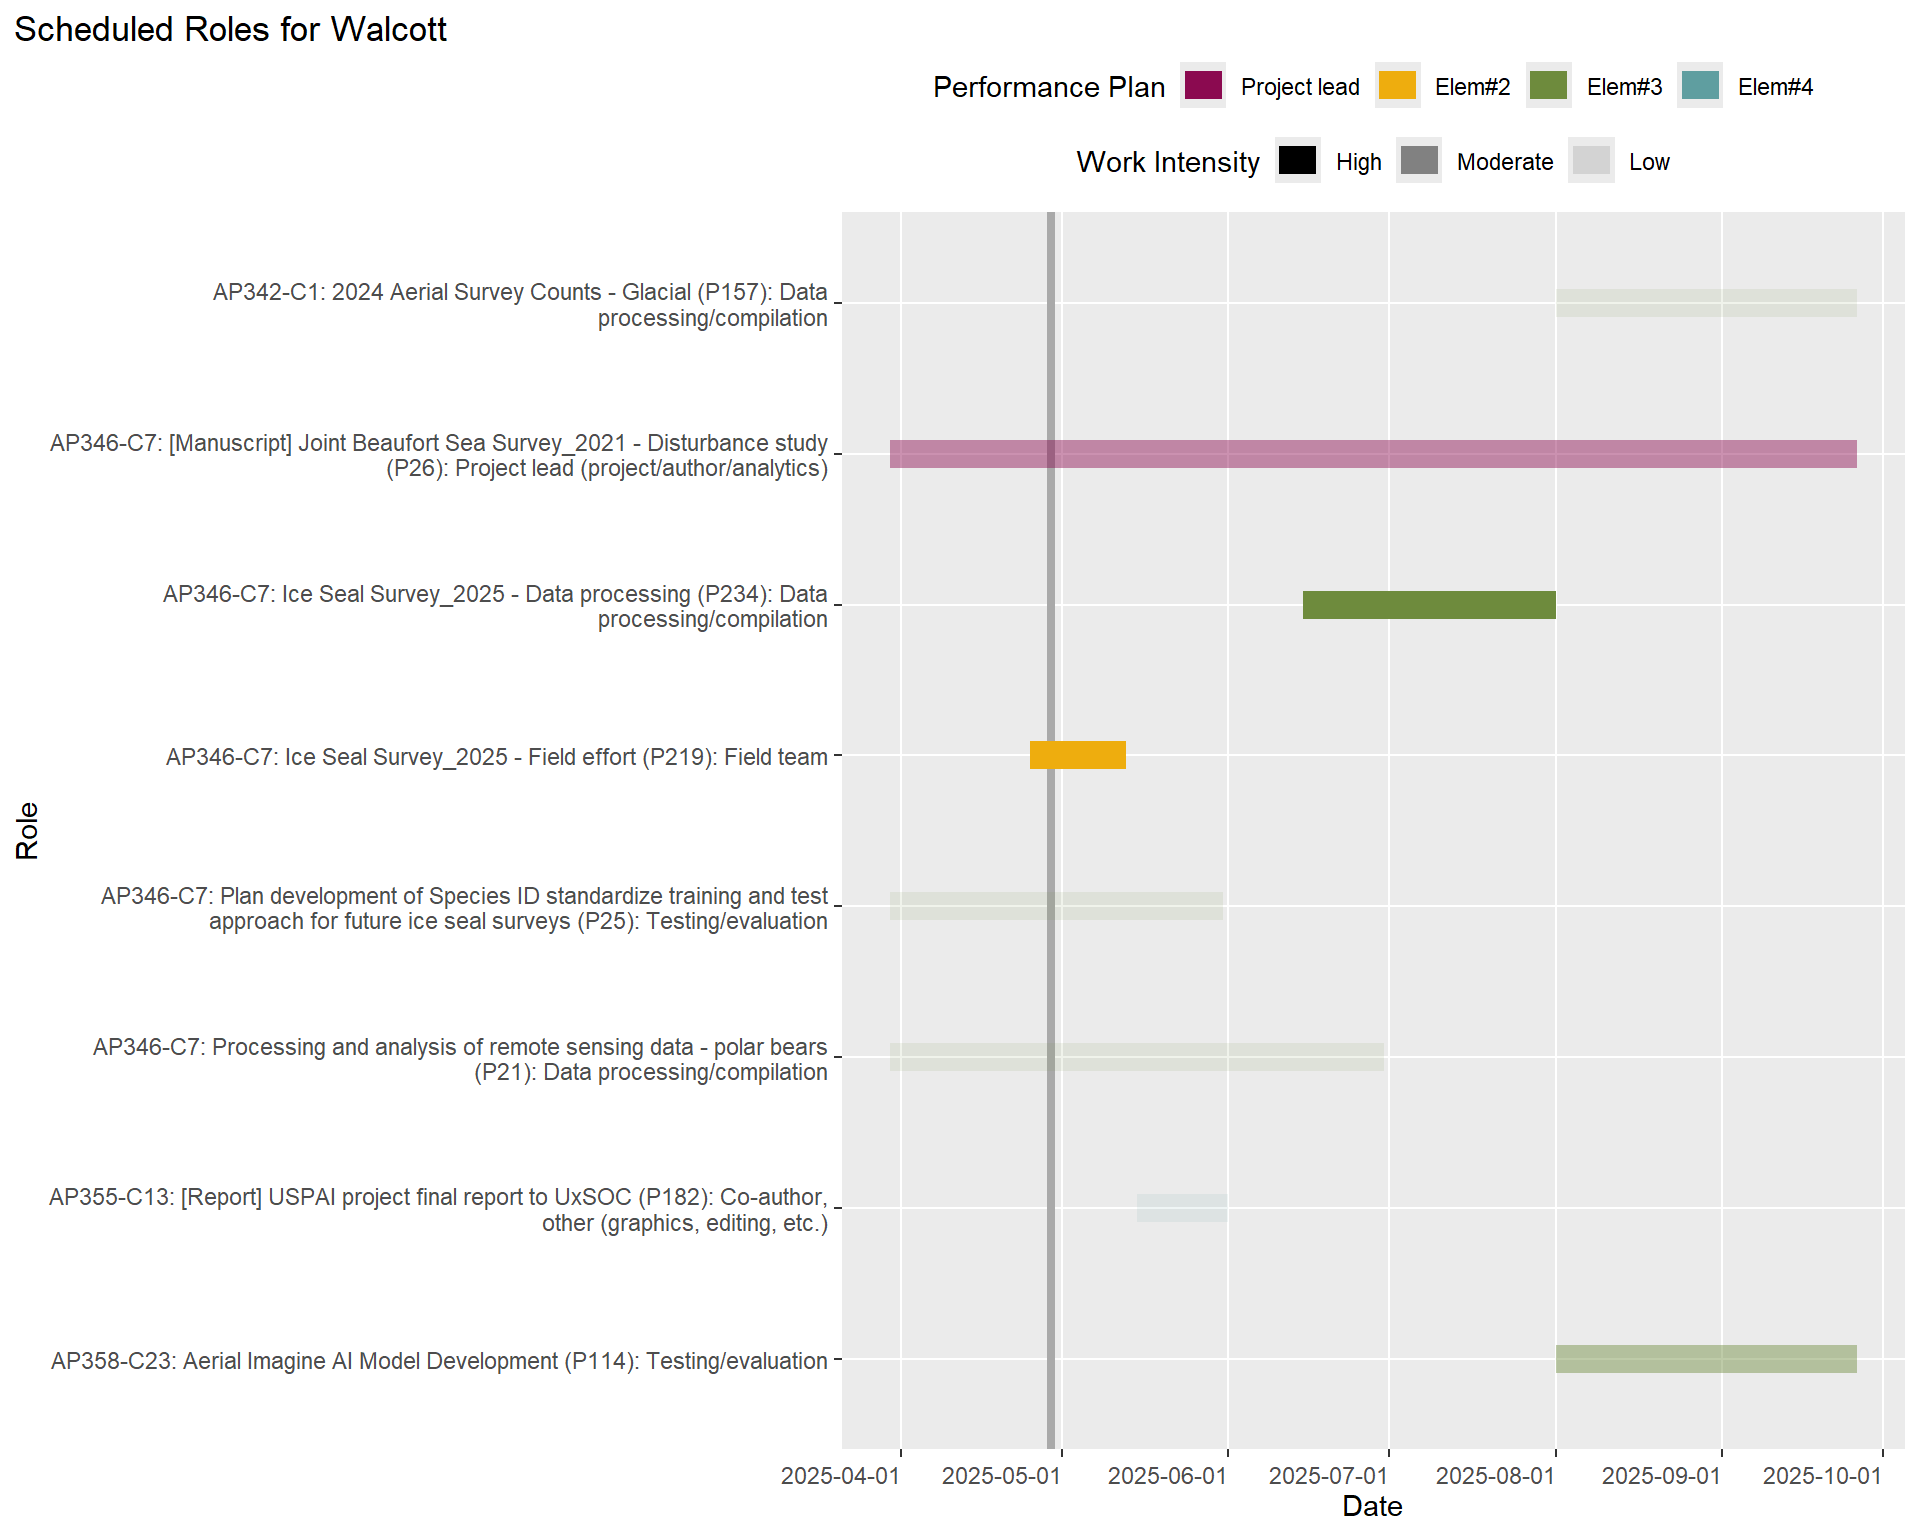 Scheduled Roles for Walcott
Performance Plan Project lead Elem#2 Elem#3 Elem#4
Work Intensity High Moderate Low
AP342-C1: 2024 Aerial Survey Counts - Glacial (P157): Data
processing/compilation
AP346-C7: [Manuscript] Joint Beaufort Sea Survey_2021 - Disturbance study
(P26): Project lead (project/author/analytics)
AP346-C7: Ice Seal Survey_2025 - Data processing (P234): Data
processing/compilation
AP346-C7: Ice Seal Survey_2025 - Field effort (P219): Field team
AP346-C7: Plan development of Species ID standardize training and test
approach for future ice seal surveys (P25): Testing/evaluation
AP346-C7: Processing and analysis of remote sensing data - polar bears
(P21): Data processing/compilation
AP355-C13: [Report] USPAI project final report to UxSOC (P182): Co-author,
other (graphics, editing, etc.)
AP358-C23: Aerial Imagine AI Model Development (P114): Testing/evaluation
Role
2025-04-01 2025-05-01 2025-06-01 2025-07-01 2025-08-01 2025-09-01 2025-10-01
Date